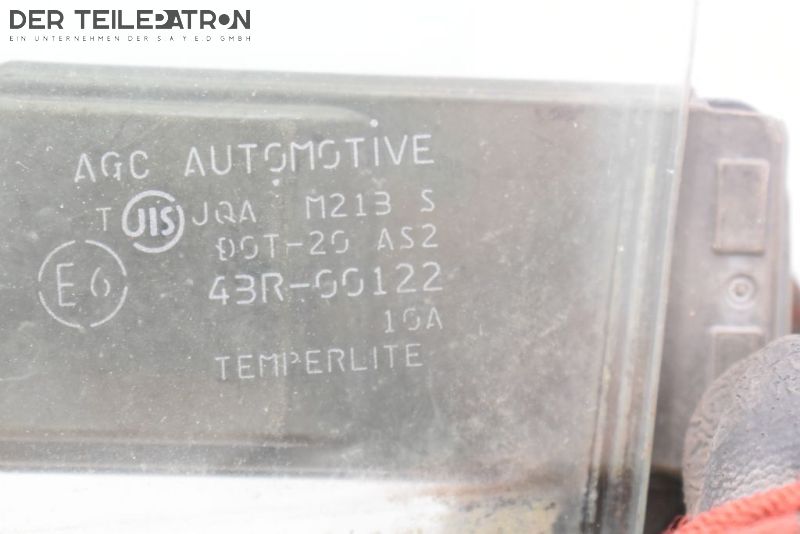 DER TEILEPATRON
EIN UNTERNEHMEN DER S A Y E.D GMBH
AGC AUTOMOTIVE
T JIS JQA M213 S
DOT-20 AS2
E6 43R-00122
10A
TEMPERLITE